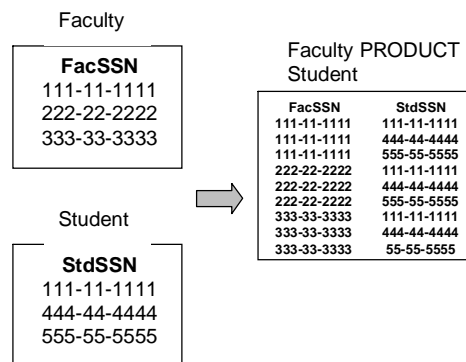 Faculty
FacSSN
111-11-1111
222-22-2222
333-33-3333
Student
StdSSN
111-11-1111
444-44-4444
555-55-5555
Faculty PRODUCT
Student
FacSSN StdSSN
111-11-1111 111-11-1111
111-11-1111 444-44-4444
111-11-1111 555-55-5555
222-22-2222 111-11-1111
222-22-2222 444-44-4444
222-22-2222 555-55-5555
333-33-3333 111-11-1111
333-33-3333 444-44-4444
333-33-3333 55-55-5555